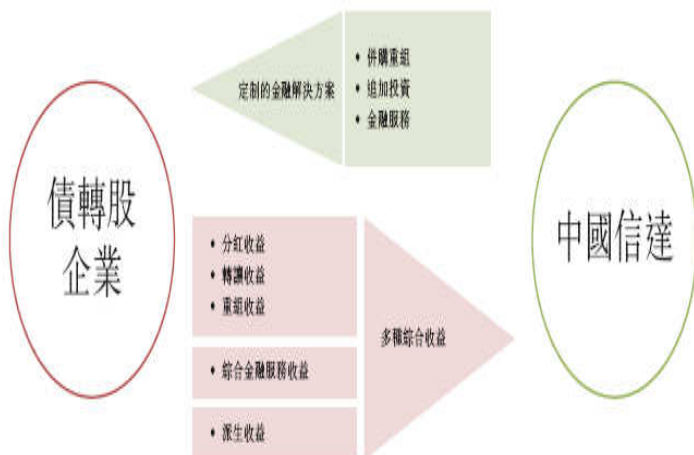 定制的金融解決方案
• 併購重組
• 追加投資
• 金融服務
債轉股
企業
中國信達
• 分紅收益
• 轉讓收益
• 重組收益
• 綜合金融服務收益
• 派生收益
多種綜合收益